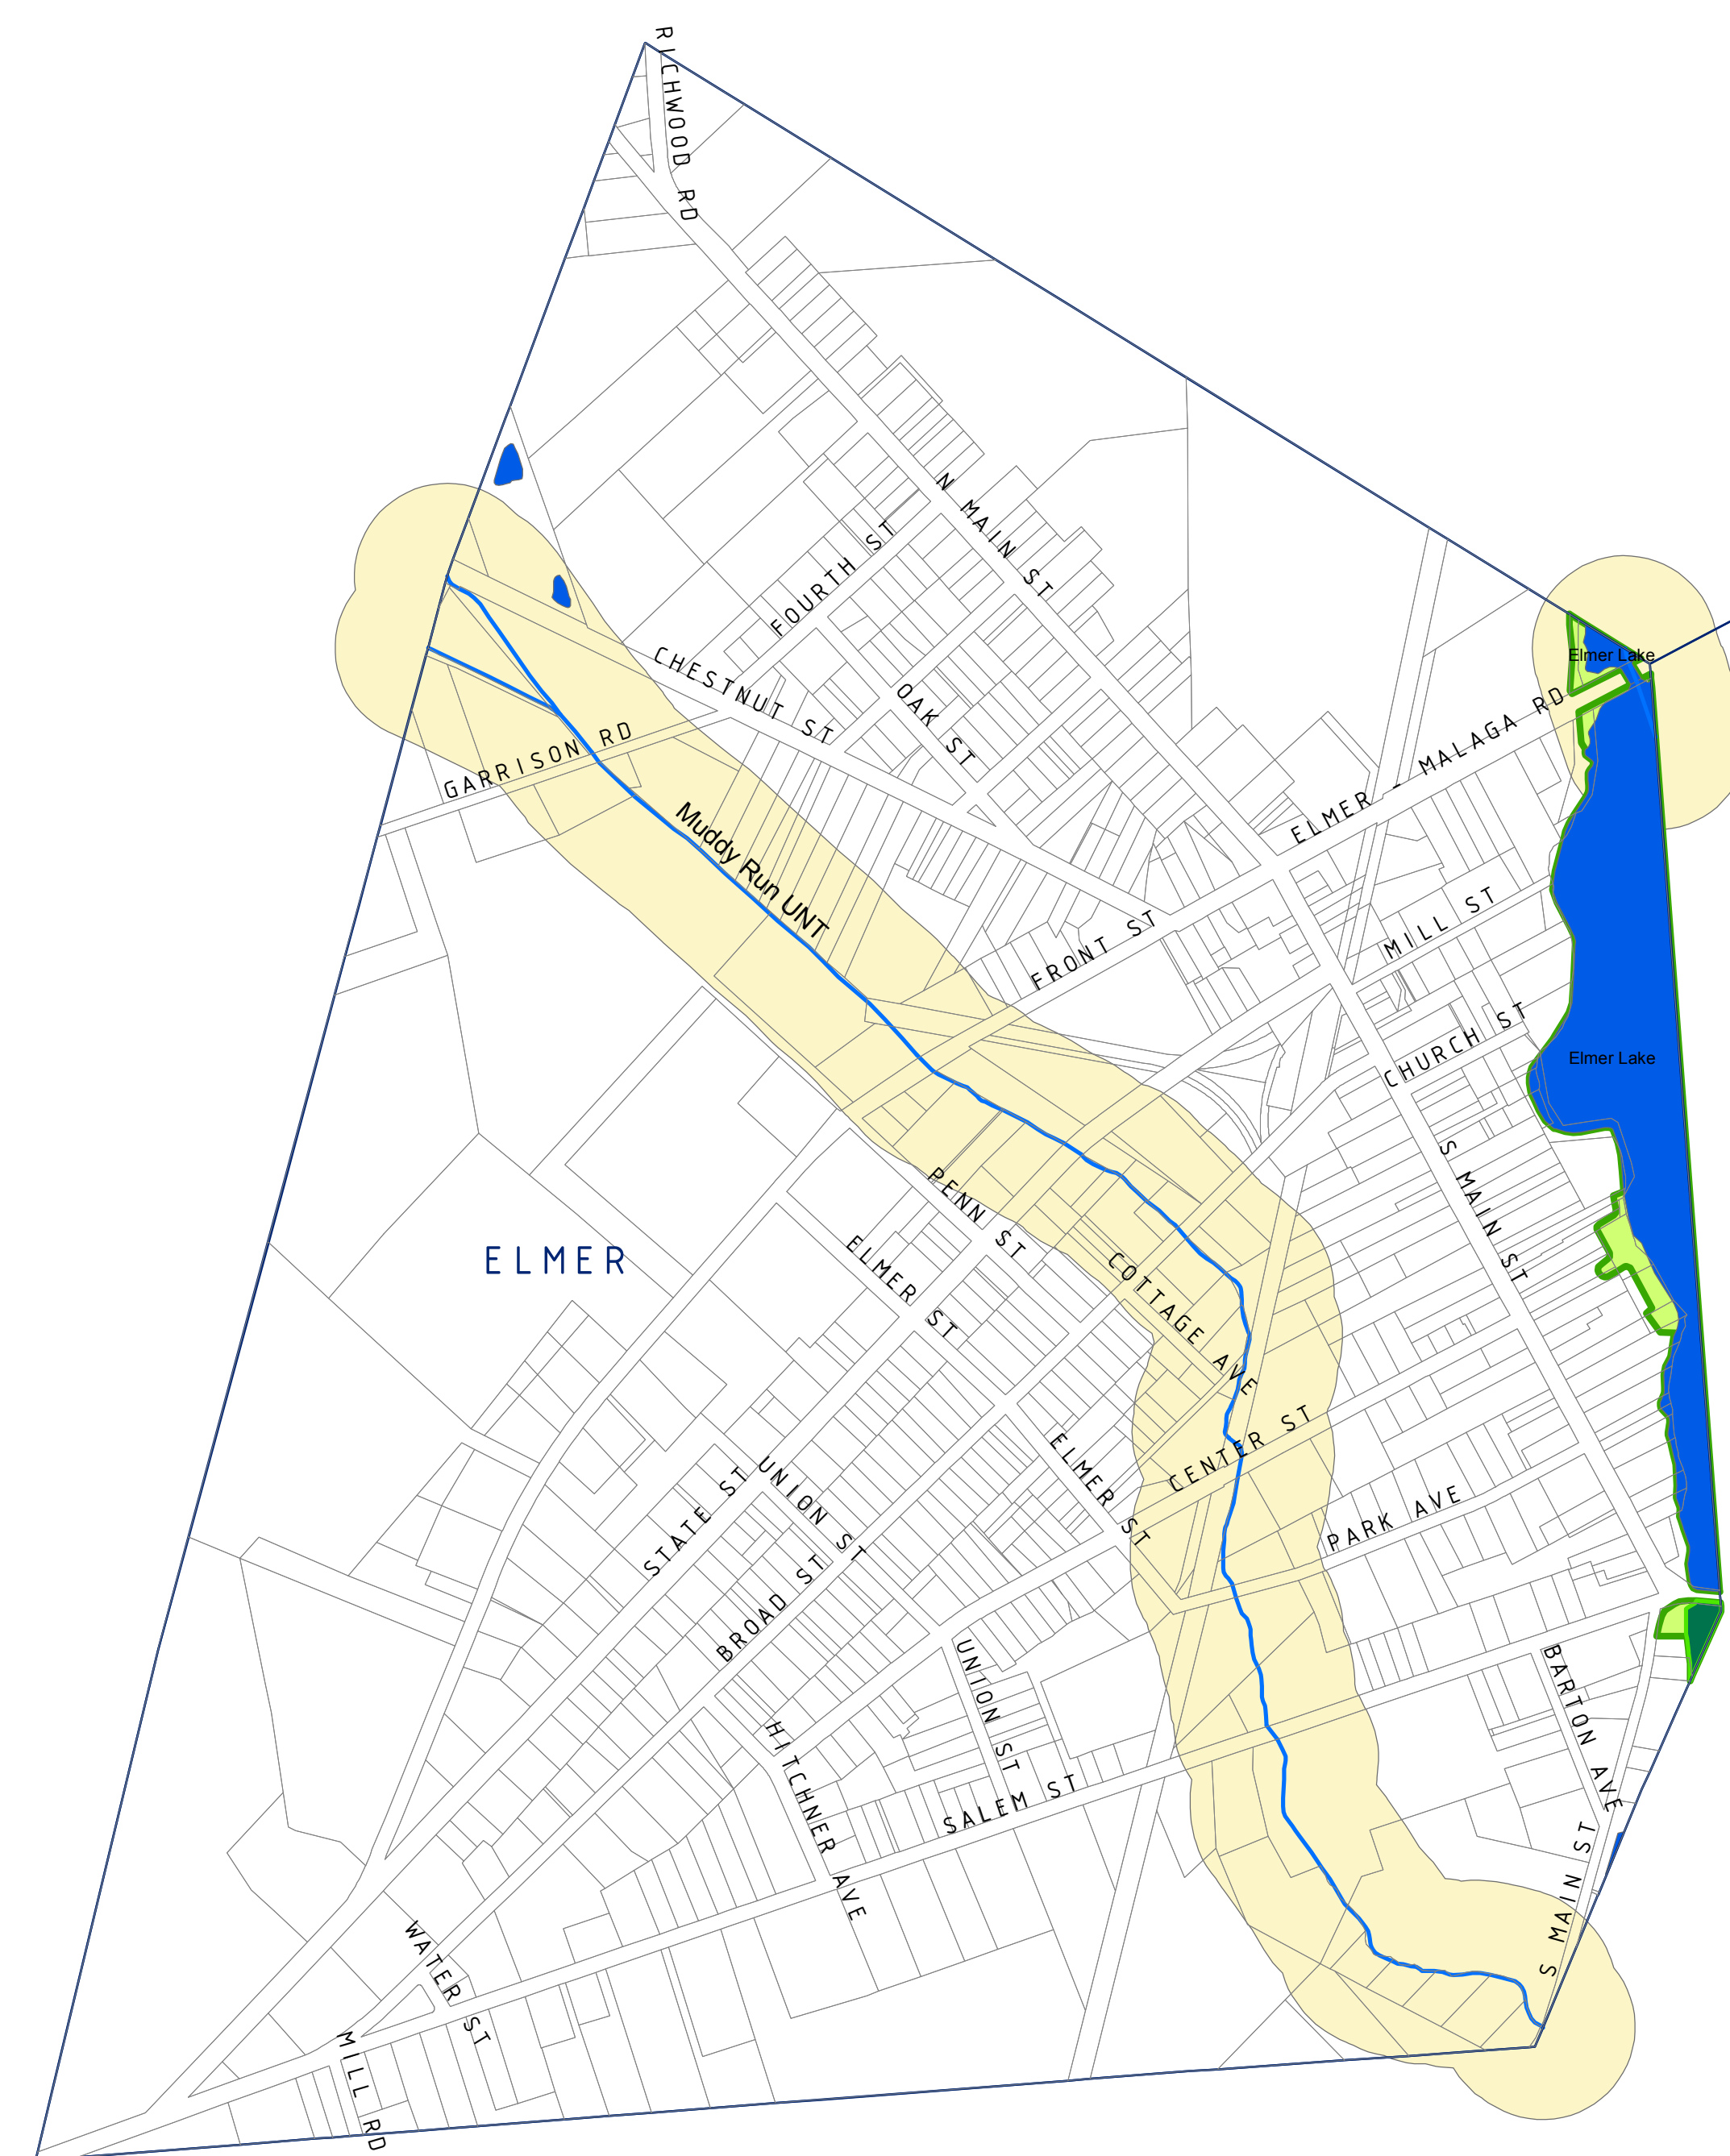 RICHWOOD RD
N MAIN ST
FOURTH ST
CHESTNUT ST
OAK ST
Elmer Lake
ELMER - MALAGA RD
GARRISON RD
Muddy Run UNT
FRONT ST
MILL ST
CHURCH ST
Elmer Lake
S MAIN ST
PENN ST
ELMER ST
ELMER
COTTAGE AVE
CENTER ST
ELMER ST
PARK AVE
UNION ST
STATE ST
BROAD ST
UNION ST
BARTON AVE
HITCHNER AVE
SALEM ST
S MAIN ST
WATER ST
MILL RD